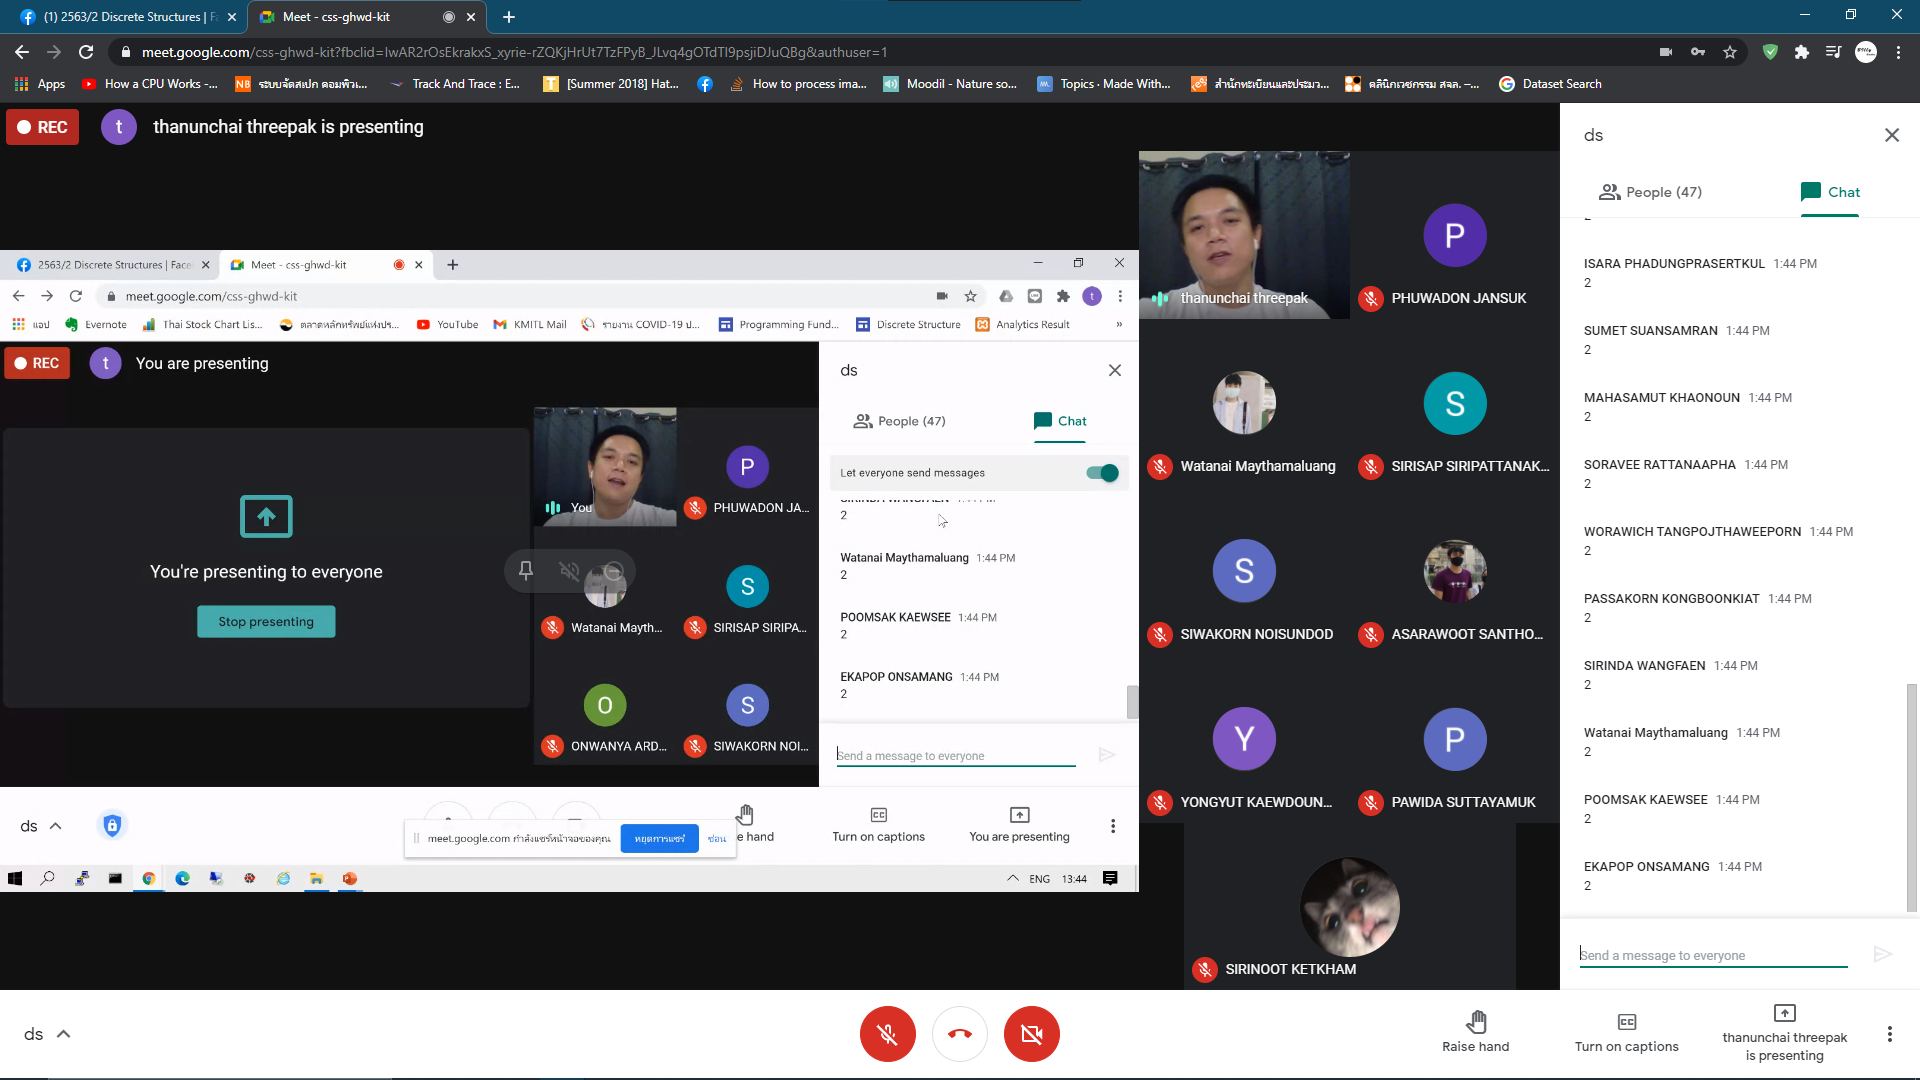 (1) 2563/2 Discrete Structures | Fa
Meet - css-ghwd-kit
meet.google.com/css-ghwd-kit?fbclid=IwAR2rOsEkrakxS_xyrie-rZQKjHrUt7TzFPyB_JLvq4gOTdTl9psjiDJuQBg&authuser=1
Apps
How a CPU Works -...
NB
ระบบจัดสเปก คอมพิวเ...
Track And Trace : E...
[Summer 2018] Hat...
How to process ima...
Moodil - Nature so...
Topics · Made With...
สำนักทะเบียนและประมว...
คลินิกเวชกรรม สจล. –...
Dataset Search
REC
t
thanunchai threepak is presenting
2563/2 Discrete Structures | Face
Meet - css-ghwd-kit
meet.google.com/css-ghwd-kit
t
แอป
Evernote
Thai Stock Chart Lis...
ตลาดหลักทรัพย์แห่งปร...
YouTube
KMITL Mail
รายงาน COVID-19 ป...
Programming Fund...
Discrete Structure
Analytics Result
»
REC
t
You are presenting
You're presenting to everyone
Stop presenting
You
P
PHUWADON JA...
Watanai Mayth...
S
SIRISAP SIRIPA...
O
ONWANYA ARD...
S
SIWAKORN NOI...
ds
People (47)
Chat
Let everyone send messages
SIRINDA WANGFAEN 1:44 PM
2
Watanai Maythamaluang 1:44 PM
2
POOMSAK KAEWSEE 1:44 PM
2
EKAPOP ONSAMANG 1:44 PM
2
Send a message to everyone
ds
meet.google.com กำลังแชร์หน้าจอของคุณ
หยุดการแชร์
ซ่อน
e hand
Turn on captions
You are presenting
ENG
13:44
thanunchai threepak
P
PHUWADON JANSUK
Watanai Maythamaluang
S
SIRISAP SIRIPATTANAK...
S
SIWAKORN NOISUNDOD
ASARAWOOT SANTHO...
Y
YONGYUT KAEWDOUN...
P
PAWIDA SUTTAYAMUK
SIRINOOT KETKHAM
ds
People (47)
Chat
ISARA PHADUNGPRASERTKUL 1:44 PM
2
SUMET SUANSAMRAN 1:44 PM
2
MAHASAMUT KHAONOUN 1:44 PM
2
SORAVEE RATTANAAPHA 1:44 PM
2
WORAWICH TANGPOJTHAWEEPORN 1:44 PM
2
PASSAKORN KONGBOONKIAT 1:44 PM
2
SIRINDA WANGFAEN 1:44 PM
2
Watanai Maythamaluang 1:44 PM
2
POOMSAK KAEWSEE 1:44 PM
2
EKAPOP ONSAMANG 1:44 PM
2
Send a message to everyone
ds
Raise hand
Turn on captions
thanunchai threepak
is presenting